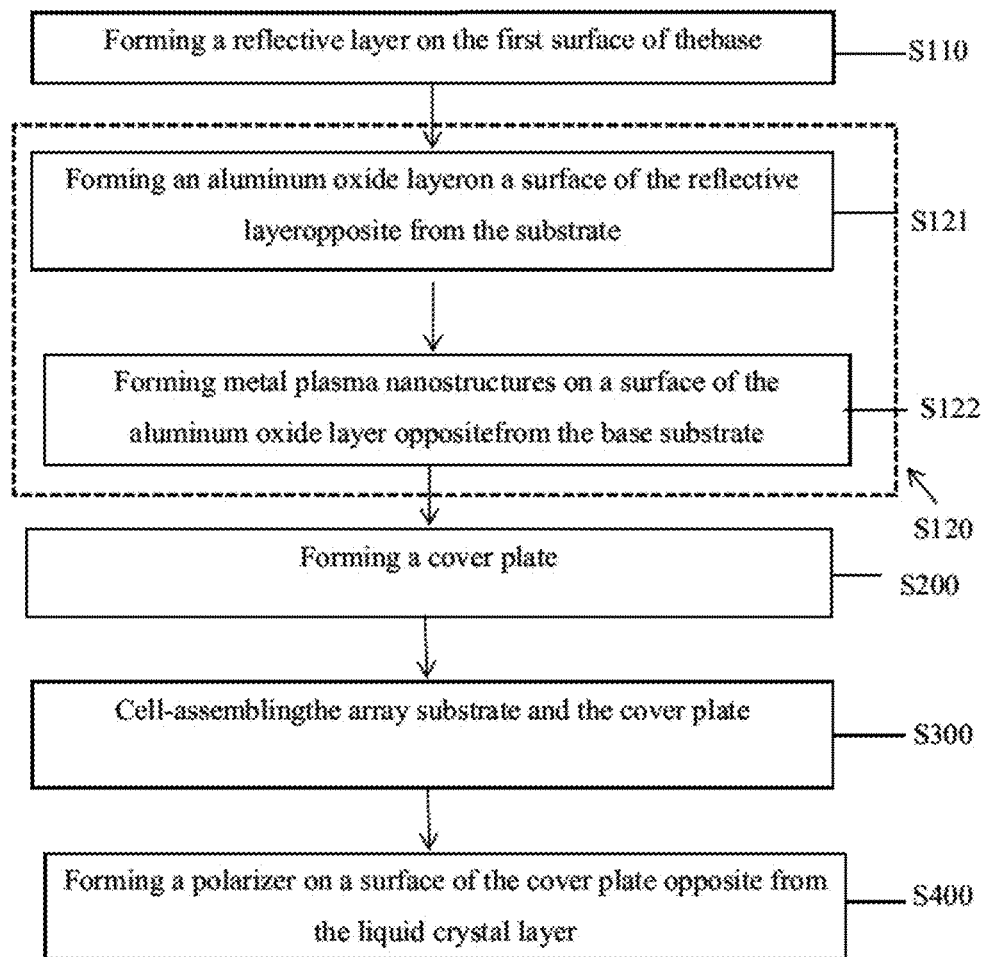 Forming a reflective layer on the first surface of thebase
S110
Forming an aluminum oxide layeron a surface of the reflective
layeropposite from the substrate
S121
Forming metal plasma nanostructures on a surface of the
aluminum oxide layer oppositefrom the base substrate
S122
S120
Forming a cover plate
S200
Cell-assemblingthe array substrate and the cover plate
S300
Forming a polarizer on a surface of the cover plate opposite from
the liquid crystal layer
S400